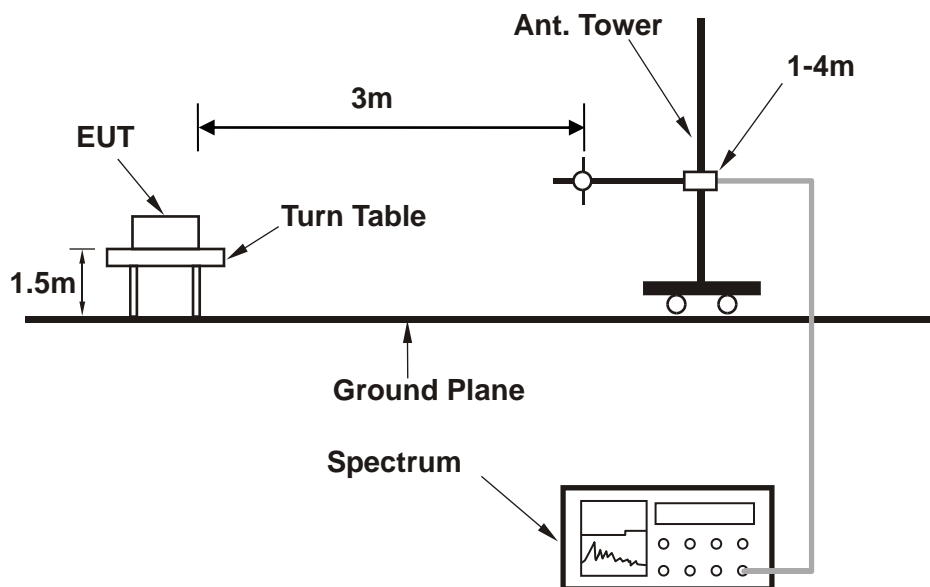 Ant. Tower
1-4m
3m
EUT
Turn Table
1.5m
Ground Plane
Spectrum